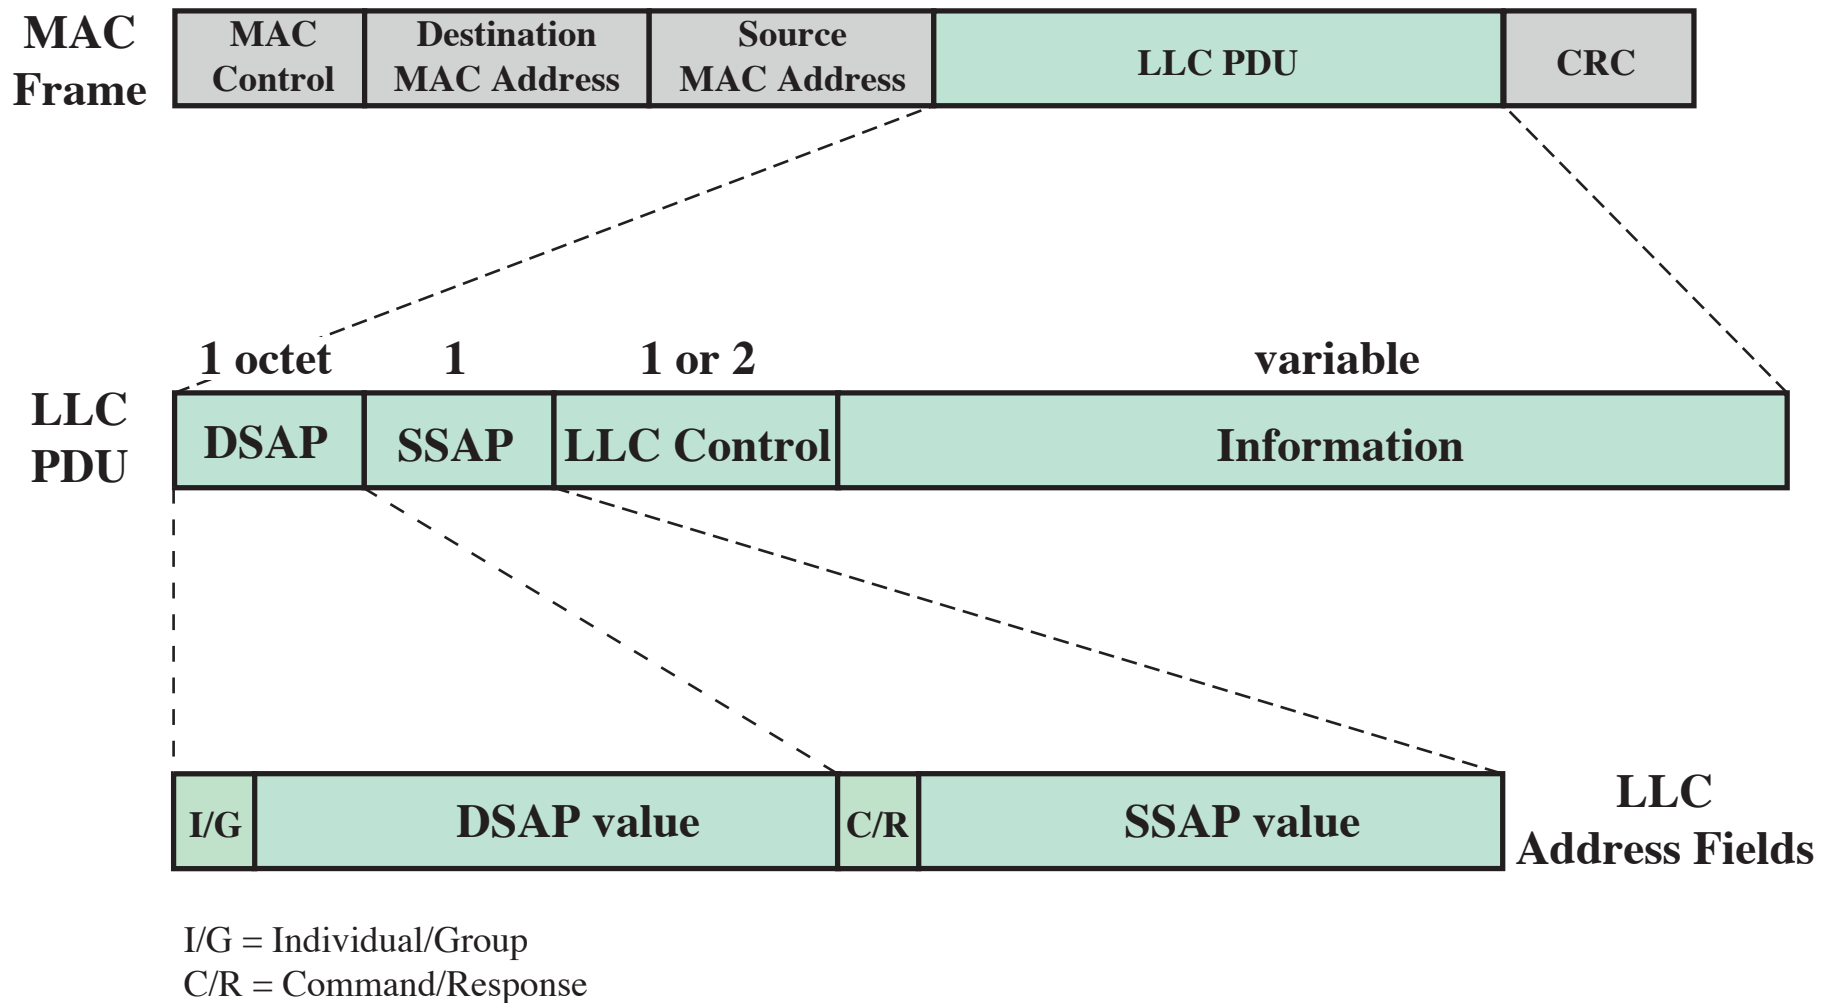 MAC
Frame
MAC
Control
Destination
MAC Address
Source
MAC Address
LLC PDU
CRC
1 octet
1
1 or 2
variable
LLC
PDU
DSAP
SSAP
LLC Control
Information
I/G
DSAP value
C/R
SSAP value
LLC
Address Fields
I/G = Individual/Group
C/R = Command/Response